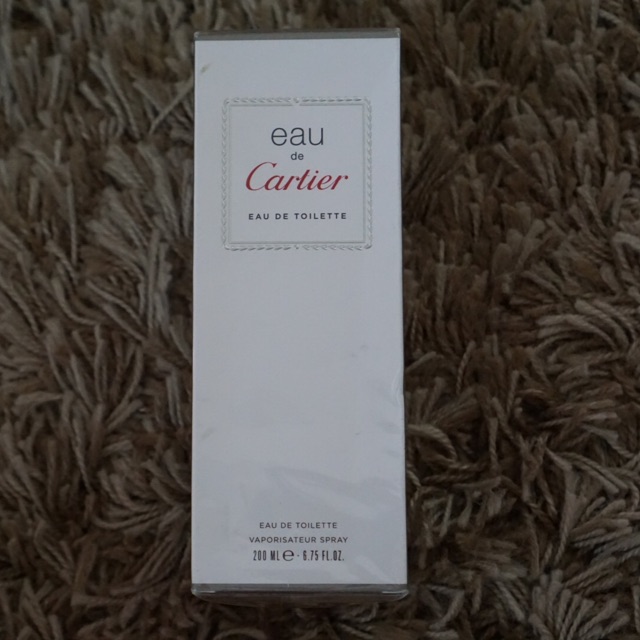 eau
de
Cartier
EAU DE TOILETTE
EAU DE TOILETTE
VAPORISATEUR SPRAY
200 ML ℮ - 6.75 FL.OZ.